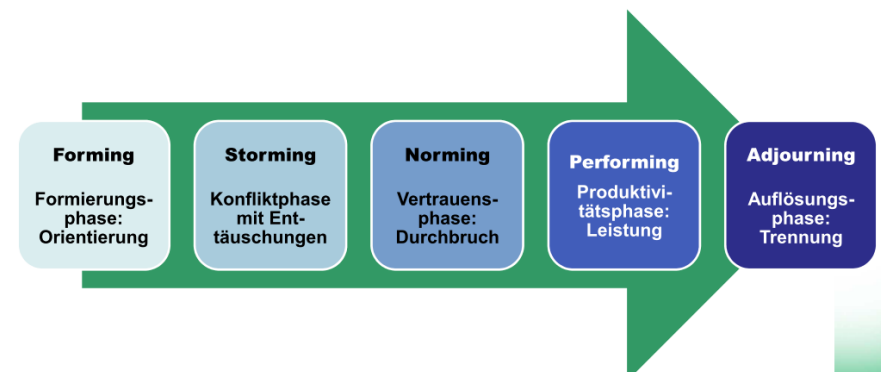 Forming
Formierungs-
phase:
Orientierung
Storming
Konfliktphase
mit Ent-
täuschungen
Norming
Vertrauens-
phase:
Durchbruch
Performing
Produktivi-
tätsphase:
Leistung
Adjourning
Auflösungs-
phase:
Trennung